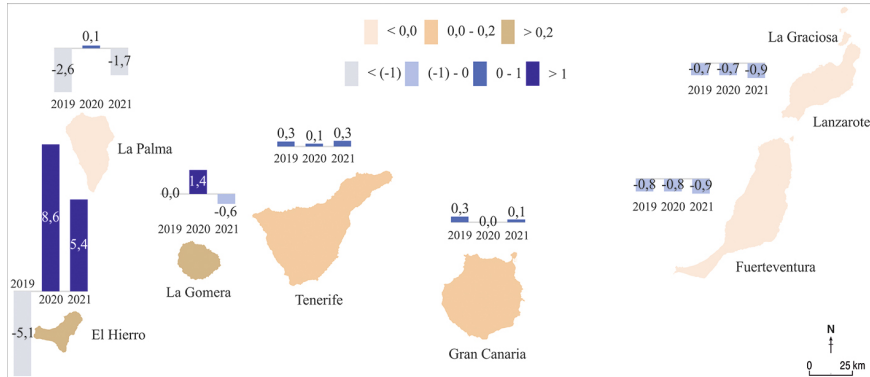 < 0,0 0,0 - 0,2 > 0,2
< (-1) (-1) - 0 0 - 1 > 1
0,1
-2,6 -1,7
2019 2020 2021
La Palma
2019
8,6 5,4
2020 2021
-5,1
El Hierro
0,0 1,4 -0,6
2019 2020 2021
La Gomera
0,3 0,1 0,3
2019 2020 2021
Tenerife
0,3 0,0 0,1
2019 2020 2021
Gran Canaria
La Graciosa
-0,7 -0,7 -0,9
2019 2020 2021
Lanzarote
-0,8 -0,8 -0,9
2019 2020 2021
Fuerteventura
N
0 25 km